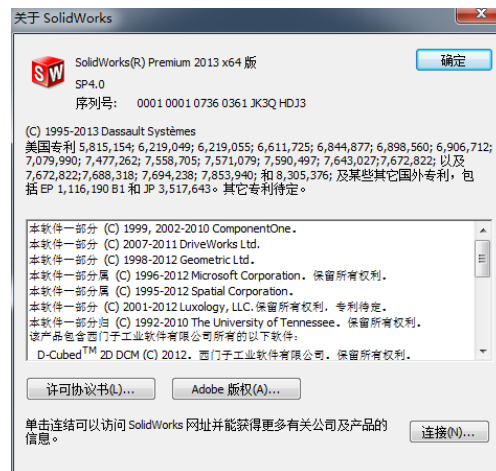 关于 SolidWorks
SW
SolidWorks(R) Premium 2013 x64 版
确定
SP4.0
序列号: 0001 0001 0736 0361 JK3Q HDJ3
(C) 1995-2013 Dassault Systèmes
美国专利 5,815,154; 6,219,049; 6,219,055; 6,611,725; 6,844,877; 6,898,560; 6,906,712;
7,079,990; 7,477,262; 7,558,705; 7,571,079; 7,590,497; 7,643,027;7,672,822; 以及
7,672,822;7,688,318; 7,694,238; 7,853,940; 和 8,305,376; 及某些其它国外专利，包
括 EP 1,116,190 B1 和 JP 3,517,643。其它专利待定。
本软件一部分 (C) 1999, 2002-2010 ComponentOne.
本软件一部分 (C) 2007-2011 DriveWorks Ltd.
本软件一部分 (C) 1998-2012 Geometric Ltd.
本软件一部分属 (C) 1996-2012 Microsoft Corporation. 保留所有权利.
本软件一部分属 (C) 1995-2012 Spatial Corporation.
本软件一部分 (C) 2001-2012 Luxology, LLC.保留所有权利, 专利待定.
本软件一部分归 (C) 1992-2010 The University of Tennessee. 保留所有权利.
该产品包含西门子工业软件有限公司所有的以下软件:
D-Cubed™ 2D DCM (C) 2012. 西门子工业软件有限公司. 保留所有权利.
许可协议书(L)...
Adobe 版权(A)...
单击连结可以访问 SolidWorks 网址并能获得更多有关公司及产品的
信息。
连接(N)...